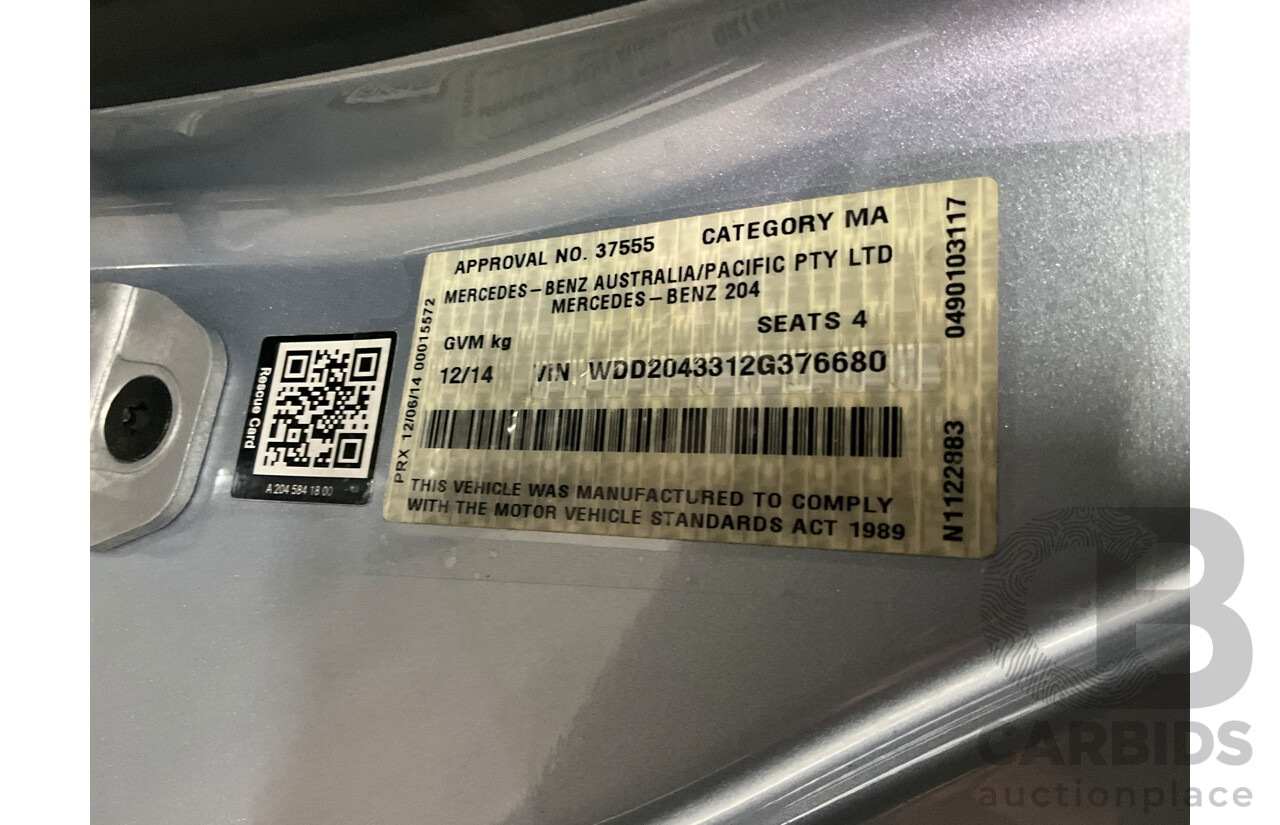 APPROVAL NO. 37555 CATEGORY MA
MERCEDES-BENZ AUSTRALIA/PACIFIC PTY LTD
MERCEDES-BENZ 204
GVM kg SEATS 4
12/14 VIN WDD2043312G376680
THIS VEHICLE WAS MANUFACTURED TO COMPLY
WITH THE MOTOR VEHICLE STANDARDS ACT 1989
PRX 12/06/14 00015572
0490103117
N1122883
Rescue Card
A 204 584 18 00
CB
CARBIDS
auctionplace